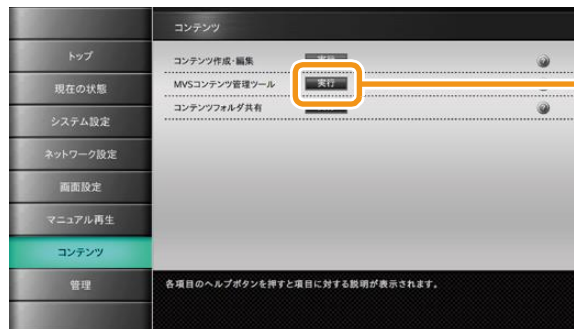 コンテンツ
トップ
現在の状態
システム設定
ネットワーク設定
画面設定
マニュアル再生
コンテンツ
管理
コンテンツ作成・編集
MVSコンテンツ管理ツール 実行
コンテンツフォルダ共有
各項目のヘルプボタンを押すと項目に対する説明が表示されます。